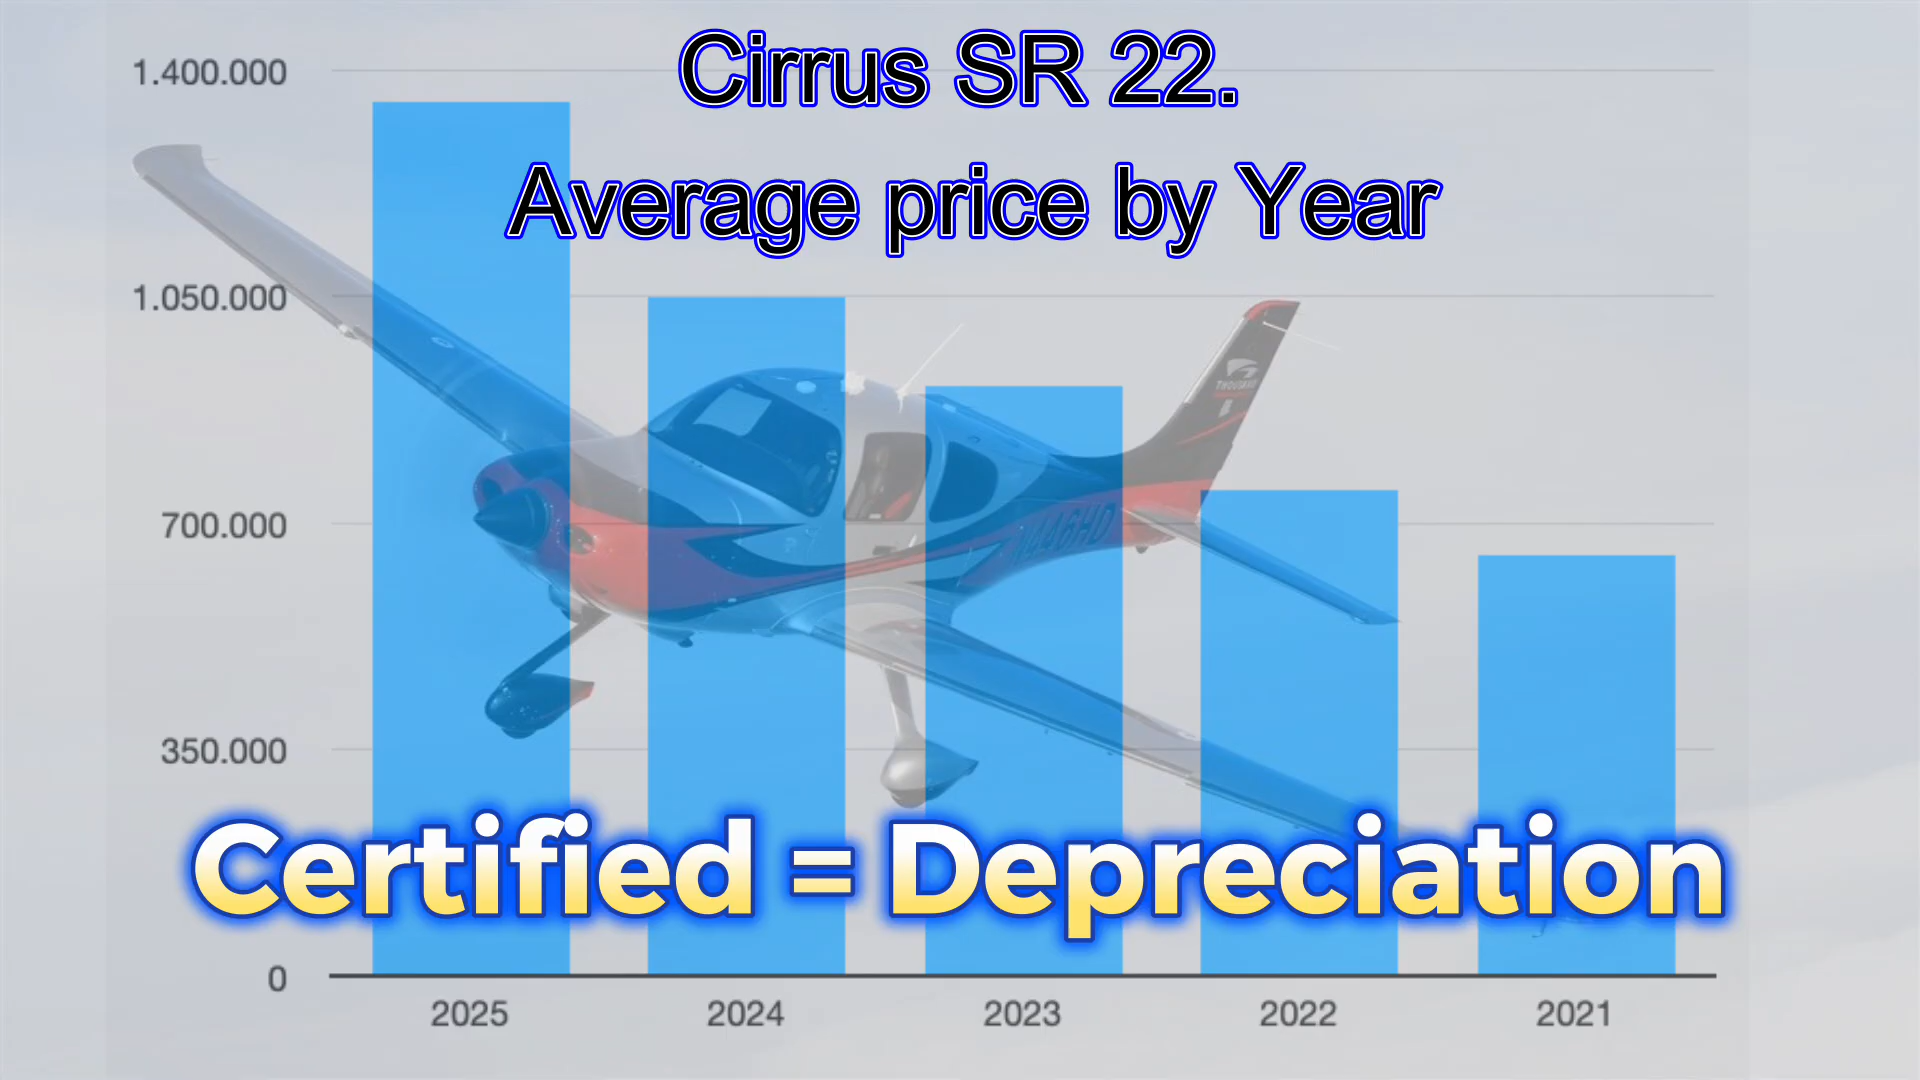 Cirrus SR 22.
Average price by Year
1.400.000
1.050.000
700.000
350.000
0
N446HD
Certified = Depreciation
2025 2024 2023 2022 2021